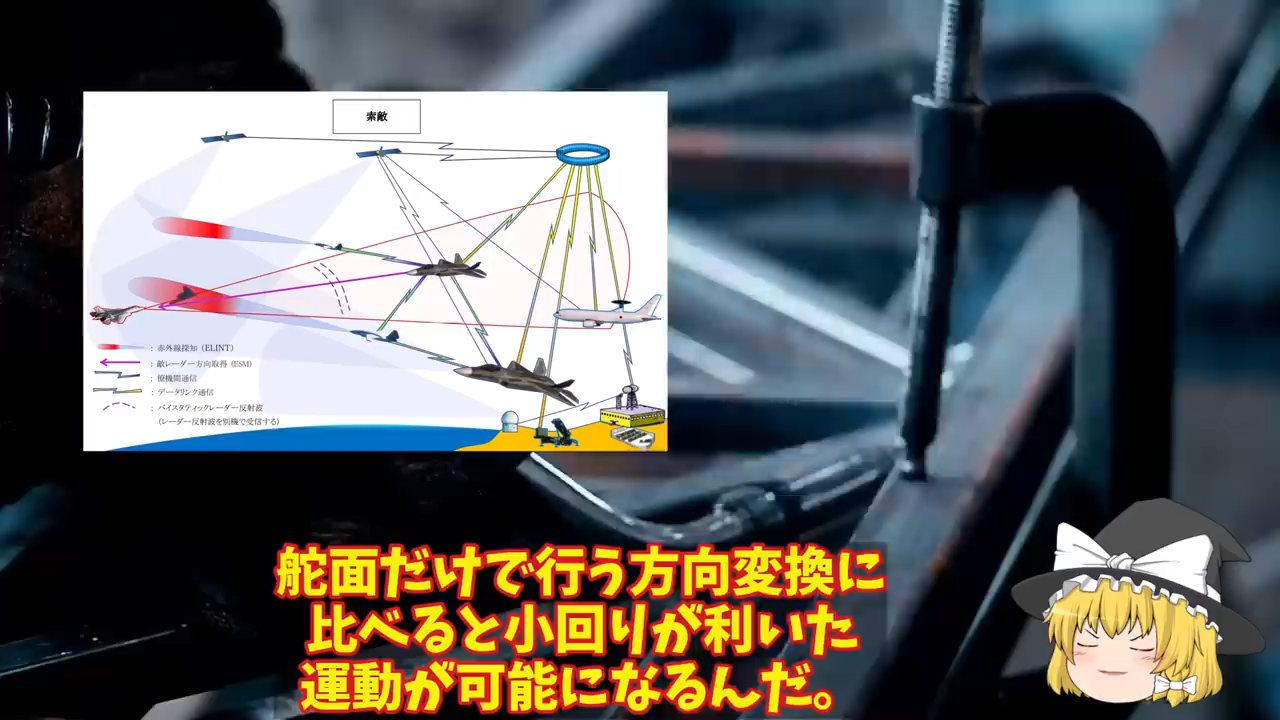 索敵
: 赤外線探知 (ELINT)
: 敵レーダー方向取得 (ESM)
: 僚機間通信
: データリンク通信
: バイスタティックレーダー反射波
(レーダー反射波を別機で受信する)
舵面だけで行う方向変換に
比べると小回りが利いた
運動が可能になるんだ。